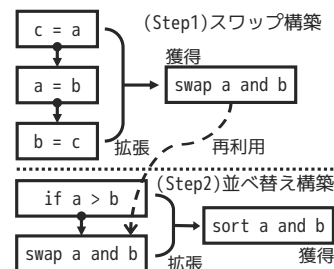 c = a
(Step1)スワップ構築
獲得
a = b
swap a and b
b = c
拡張
再利用
(Step2)並べ替え構築
if a > b
sort a and b
swap a and b
拡張
獲得